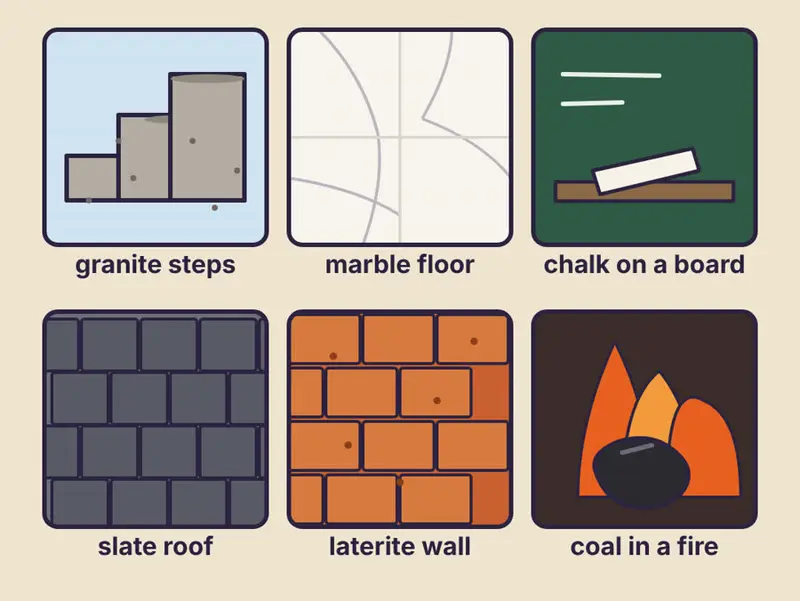 granite steps
marble floor
chalk on a board
slate roof
laterite wall
coal in a fire